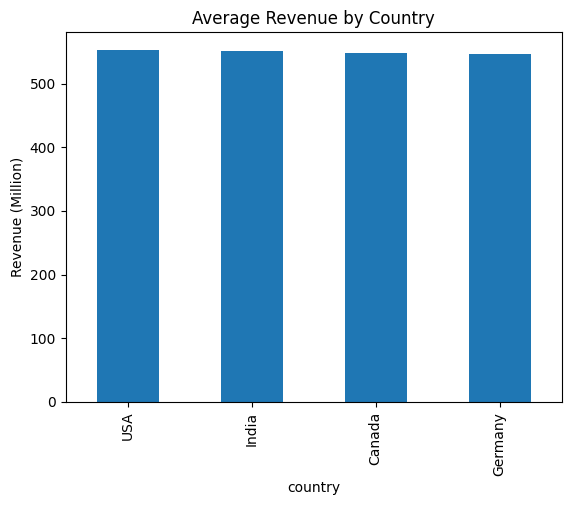 Average Revenue by Country
Revenue (Million)
500
400
300
200
100
0
USA
India
Canada
Germany
country